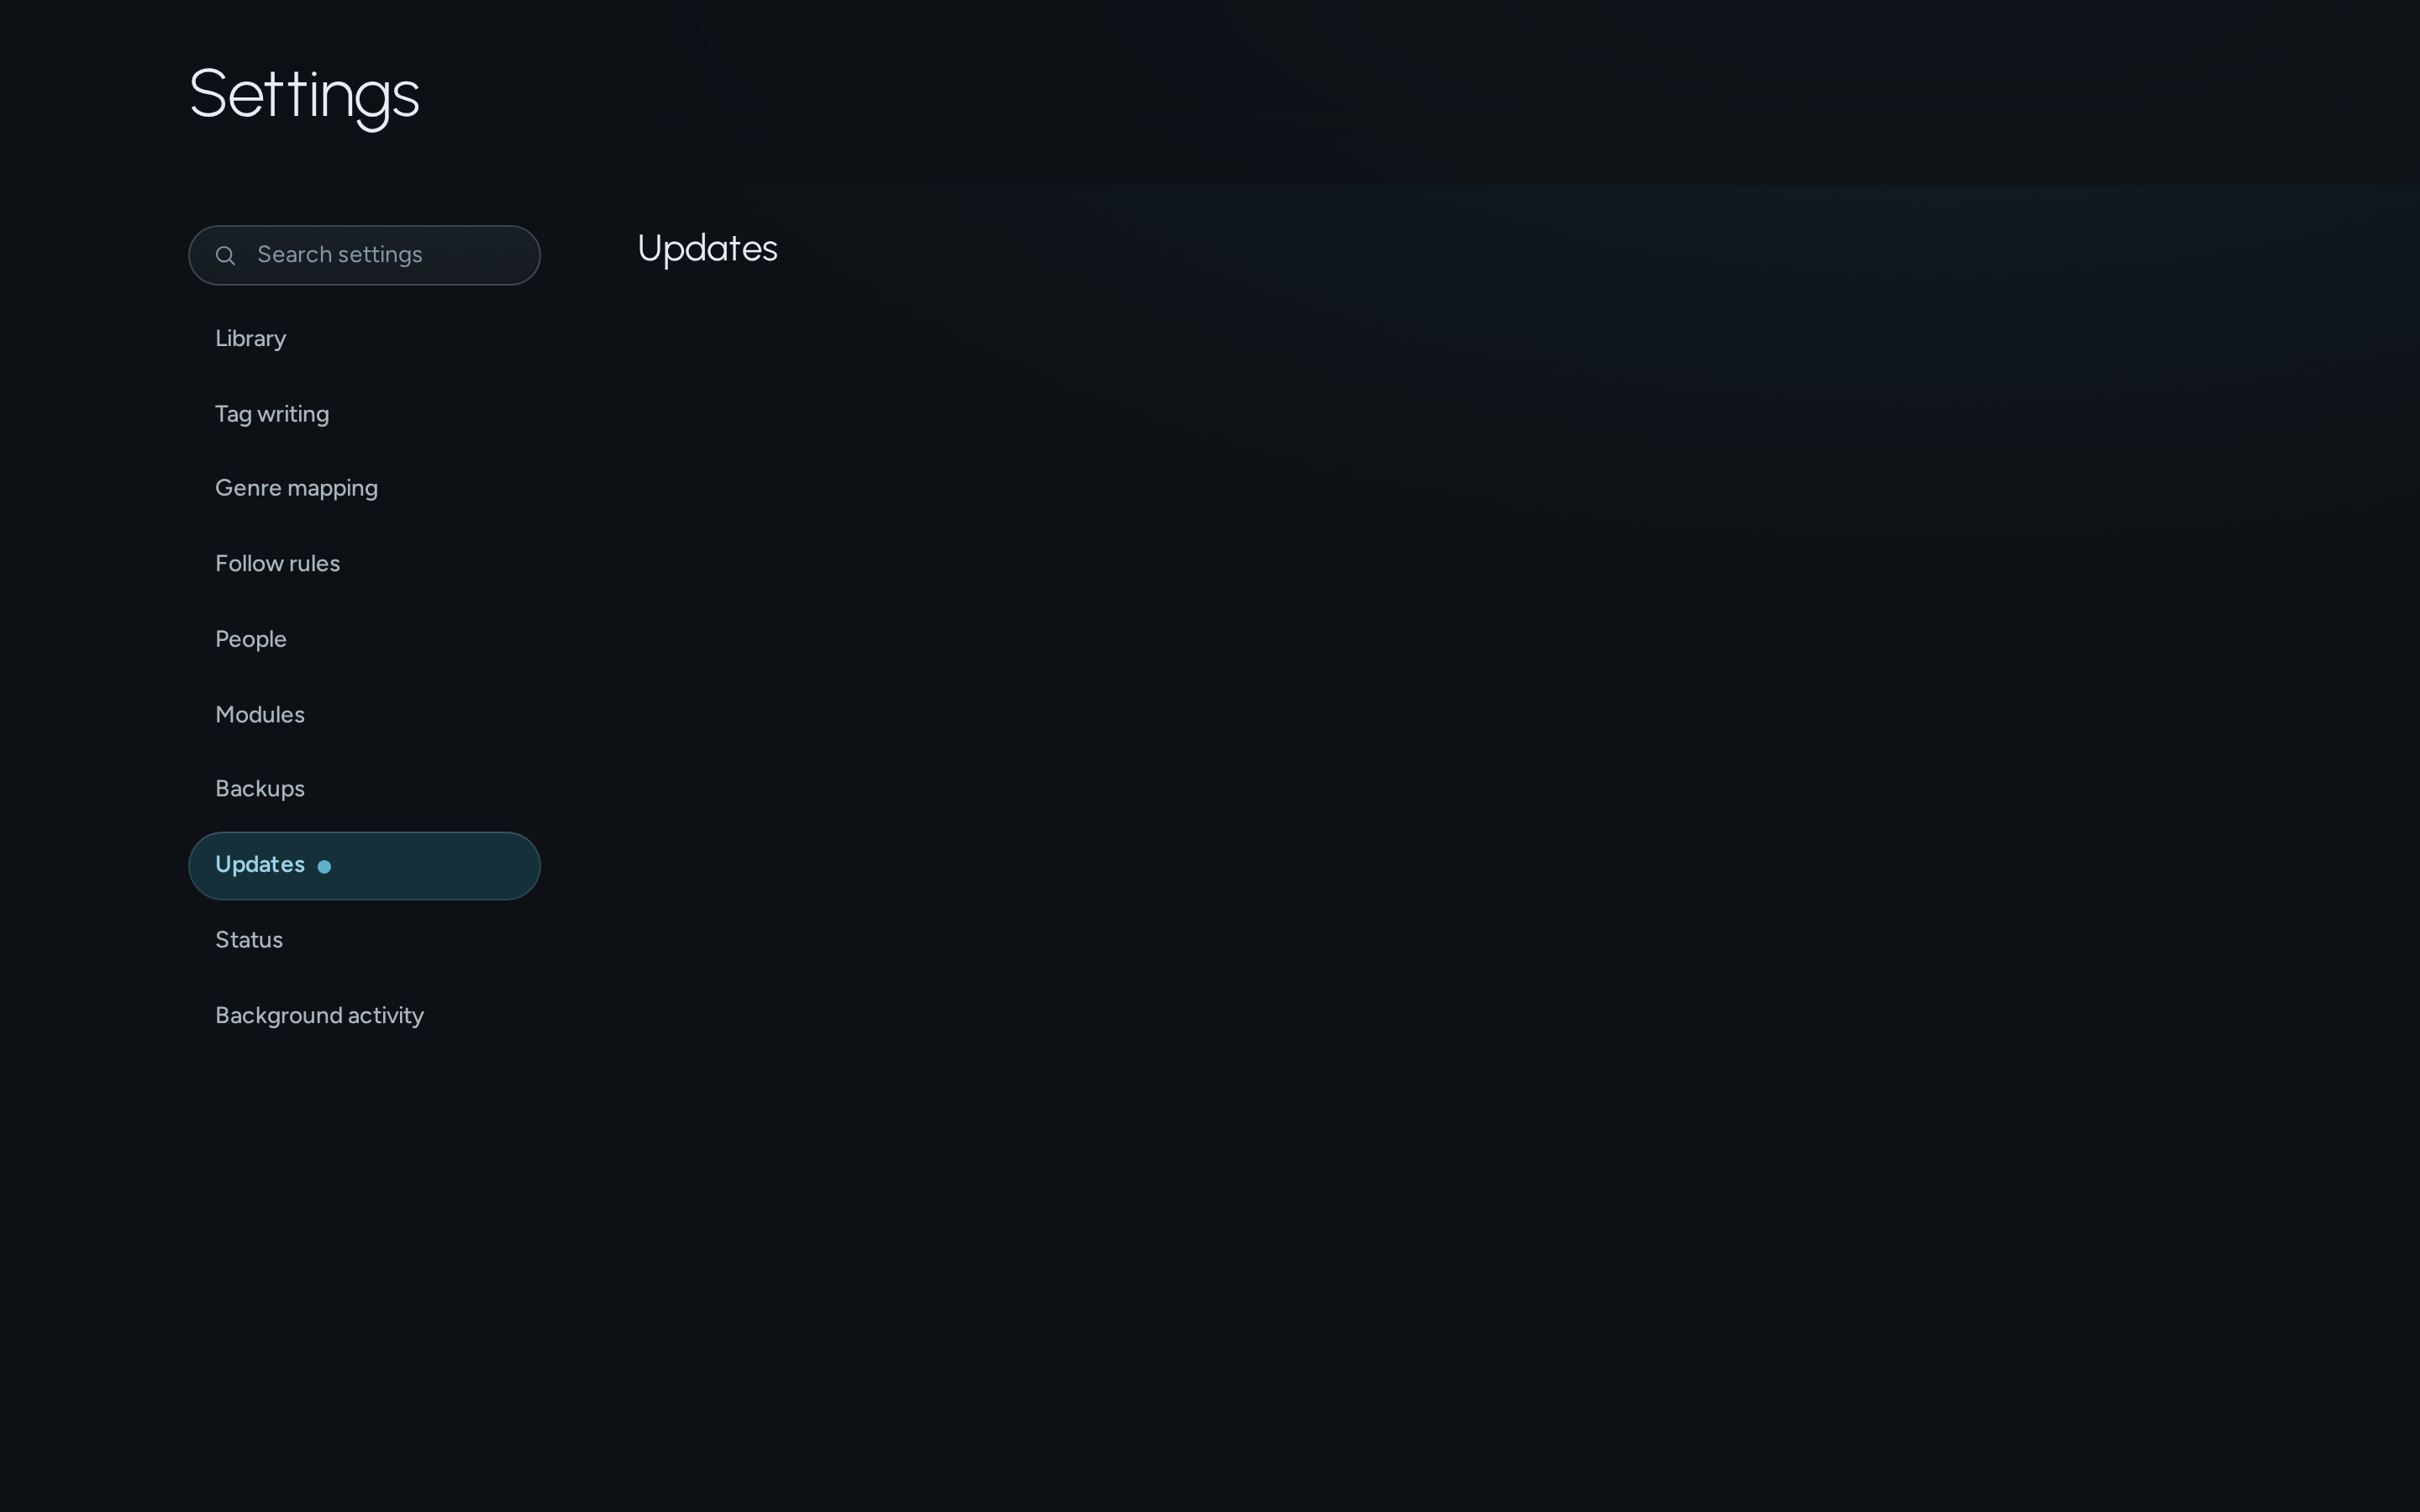 Settings
Search settings
Updates
Library
Tag writing
Genre mapping
Follow rules
People
Modules
Backups
Updates
Status
Background activity